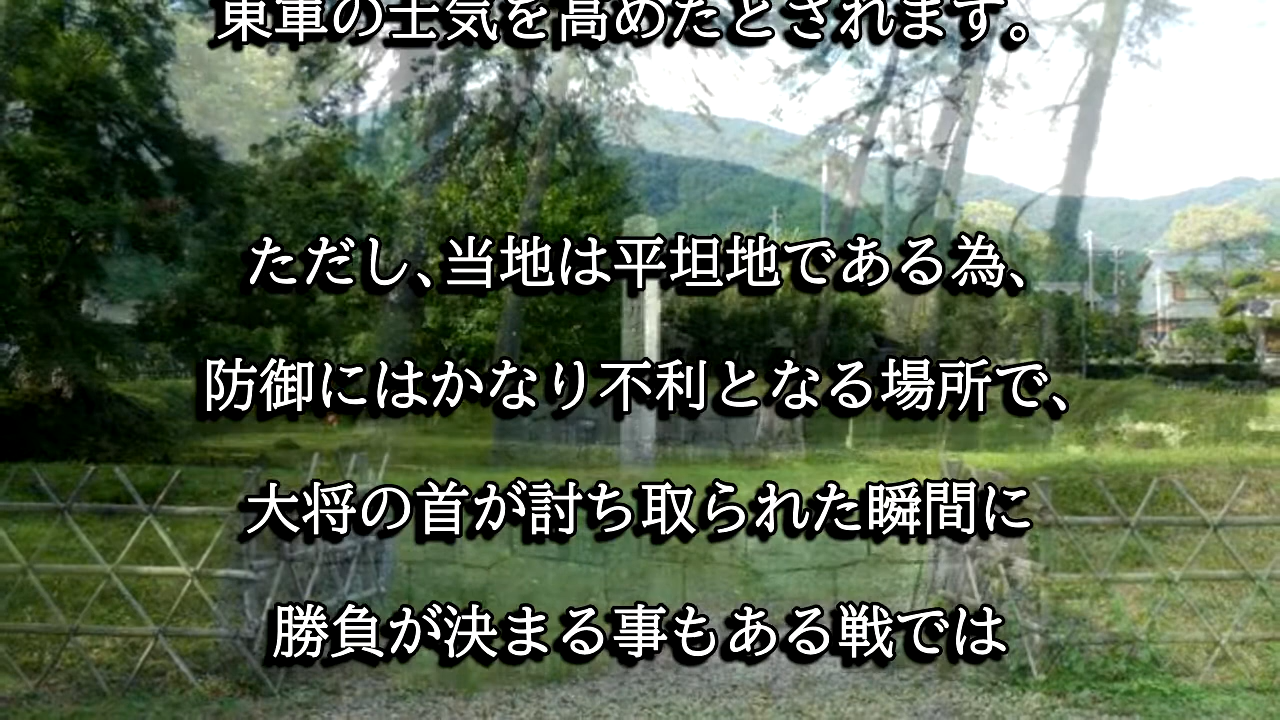 東軍の士気を高めたとされます。
ただし、当地は平坦地である為、
防御にはかなり不利となる場所で、
大将の首が討ち取られた瞬間に
勝負が決まる事もある戦では